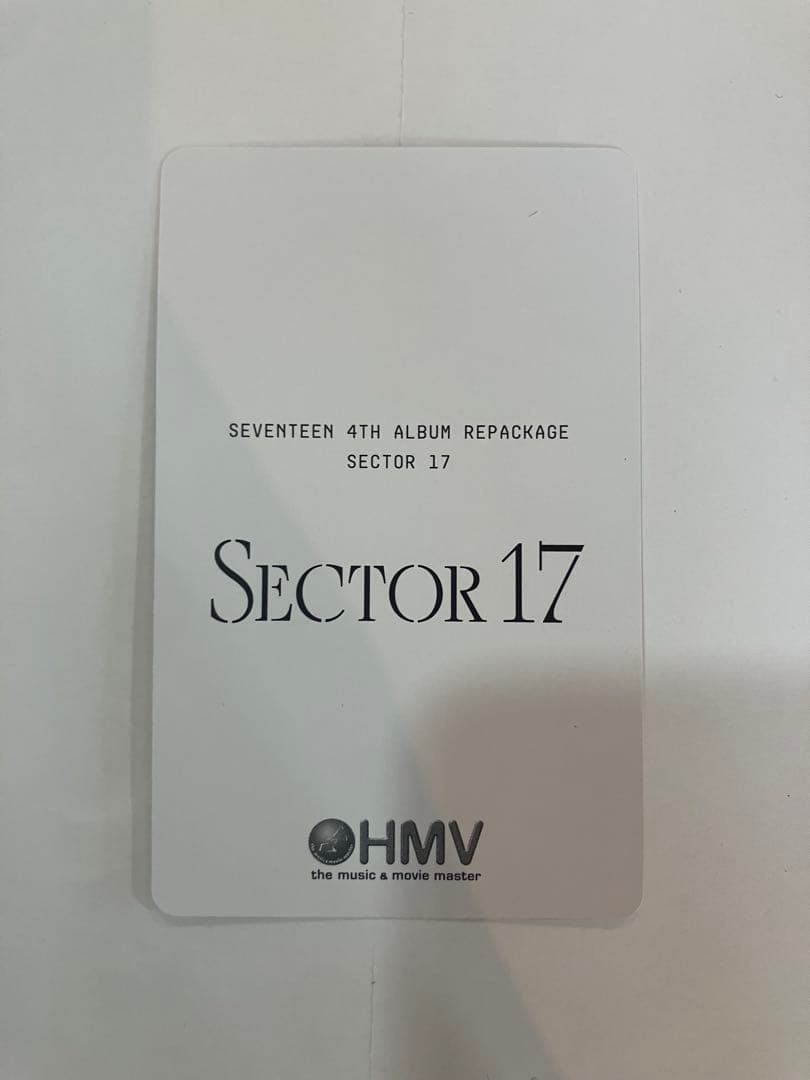 SEVENTEEN 4TH ALBUM REPACKAGE
SECTOR 17
SECTOR 17
HMV
the music & movie master